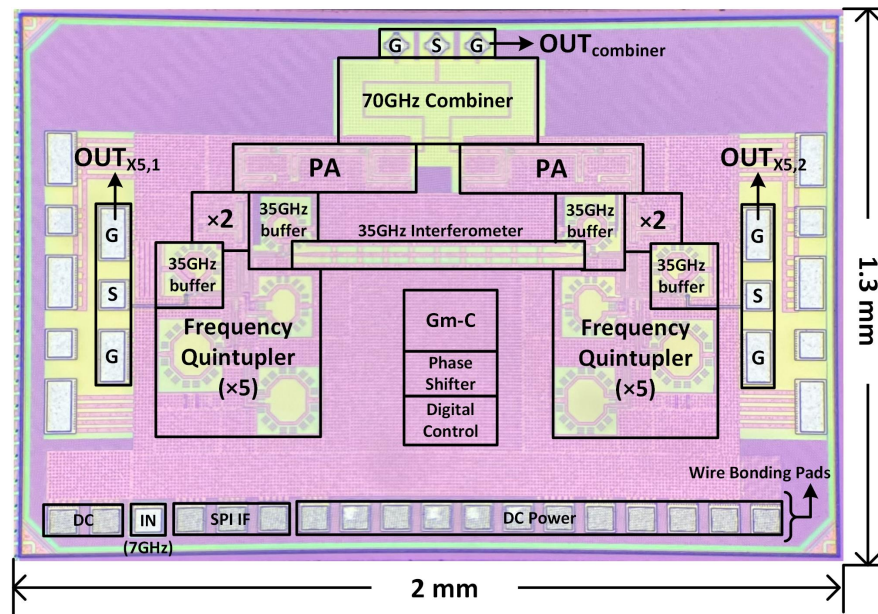 G S G OUTcombiner
70GHz Combiner
PA PA
OUTX5,1 OUTX5,2
×2 35GHz buffer 35GHz buffer ×2
35GHz Interferometer
G G
35GHz buffer 35GHz buffer
S S
G G
Frequency Quintupler (×5)
Gm-C
Phase Shifter
Digital Control
Frequency Quintupler (×5)
Wire Bonding Pads
DC IN SPI IF DC Power
(7GHz)
2 mm
1.3 mm